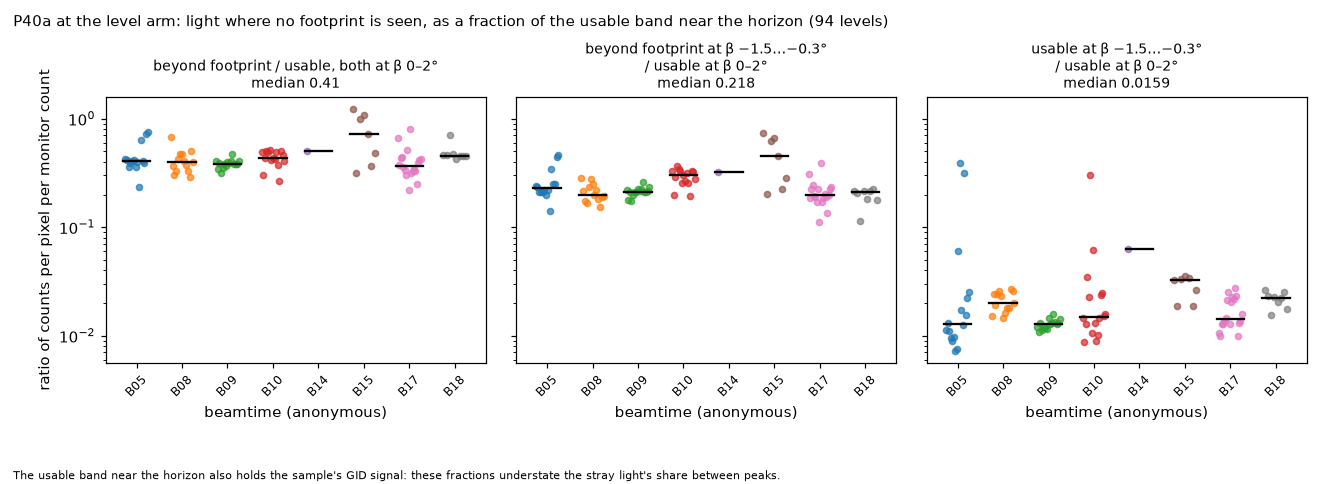 P40a at the level arm: light where no footprint is seen, as a fraction of the usable band near the horizon (94 levels)
beyond footprint / usable, both at β 0–2°
median 0.41
beyond footprint at β −1.5…−0.3°
/ usable at β 0–2°
median 0.218
usable at β −1.5…−0.3°
/ usable at β 0–2°
median 0.0159
ratio of counts per pixel per monitor count
10⁰
10⁻¹
10⁻²
B05 B08 B09 B10 B14 B15 B17 B18
B05 B08 B09 B10 B14 B15 B17 B18
B05 B08 B09 B10 B14 B15 B17 B18
beamtime (anonymous)
beamtime (anonymous)
beamtime (anonymous)
The usable band near the horizon also holds the sample's GID signal: these fractions understate the stray light's share between peaks.